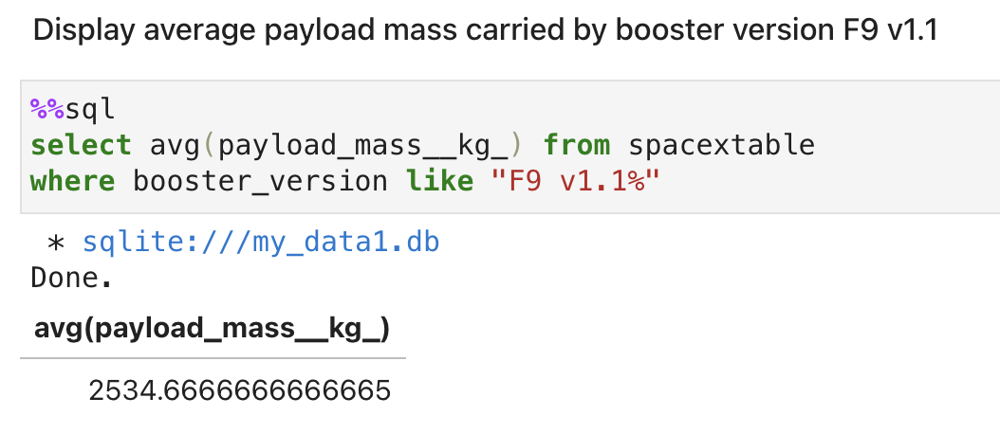 Display average payload mass carried by booster version F9 v1.1
%%sql
select avg(payload_mass__kg_) from spacextable
where booster_version like "F9 v1.1%"
* sqlite:///my_data1.db
Done.
avg(payload_mass__kg_)
2534.6666666666665